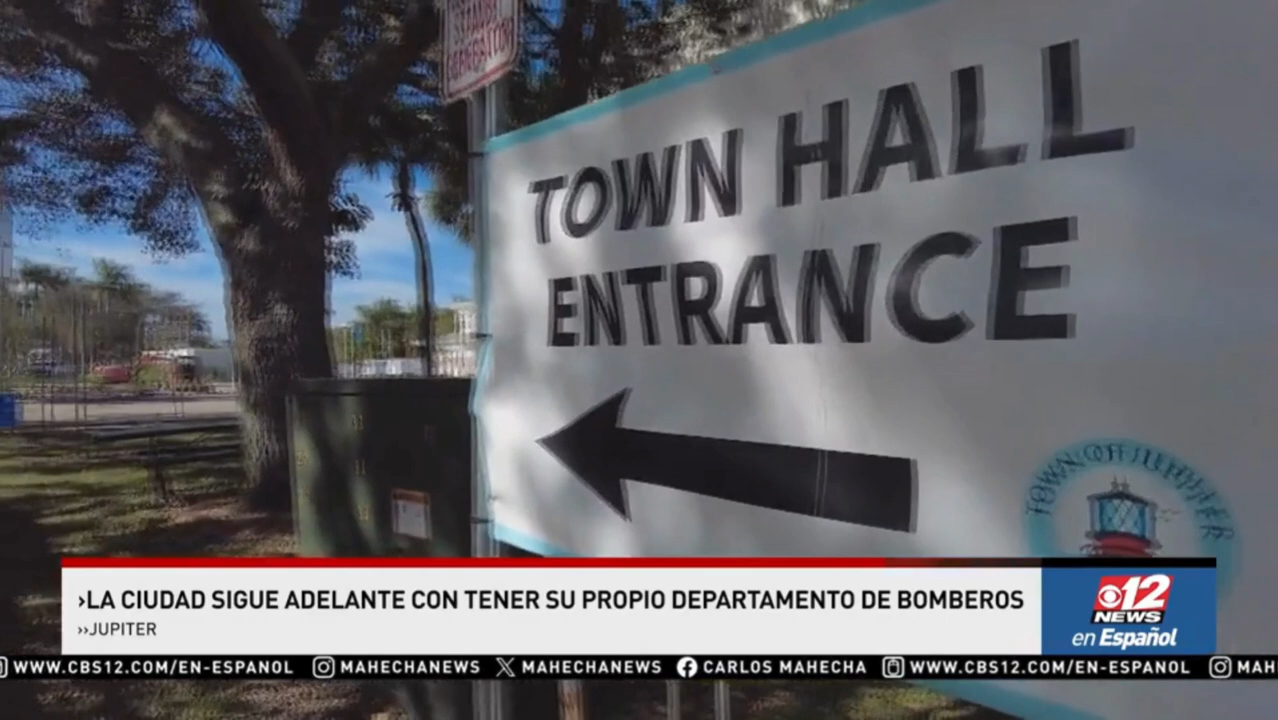 TOWN HALL
ENTRANCE
TOWN OF JUPITER
›LA CIUDAD SIGUE ADELANTE CON TENER SU PROPIO DEPARTAMENTO DE BOMBEROS
››JUPITER
12
NEWS
en Español
WWW.CBS12.COM/EN-ESPANOL MAHECHANEWS MAHECHANEWS CARLOS MAHECHA WWW.CBS12.COM/EN-ESPANOL MAH